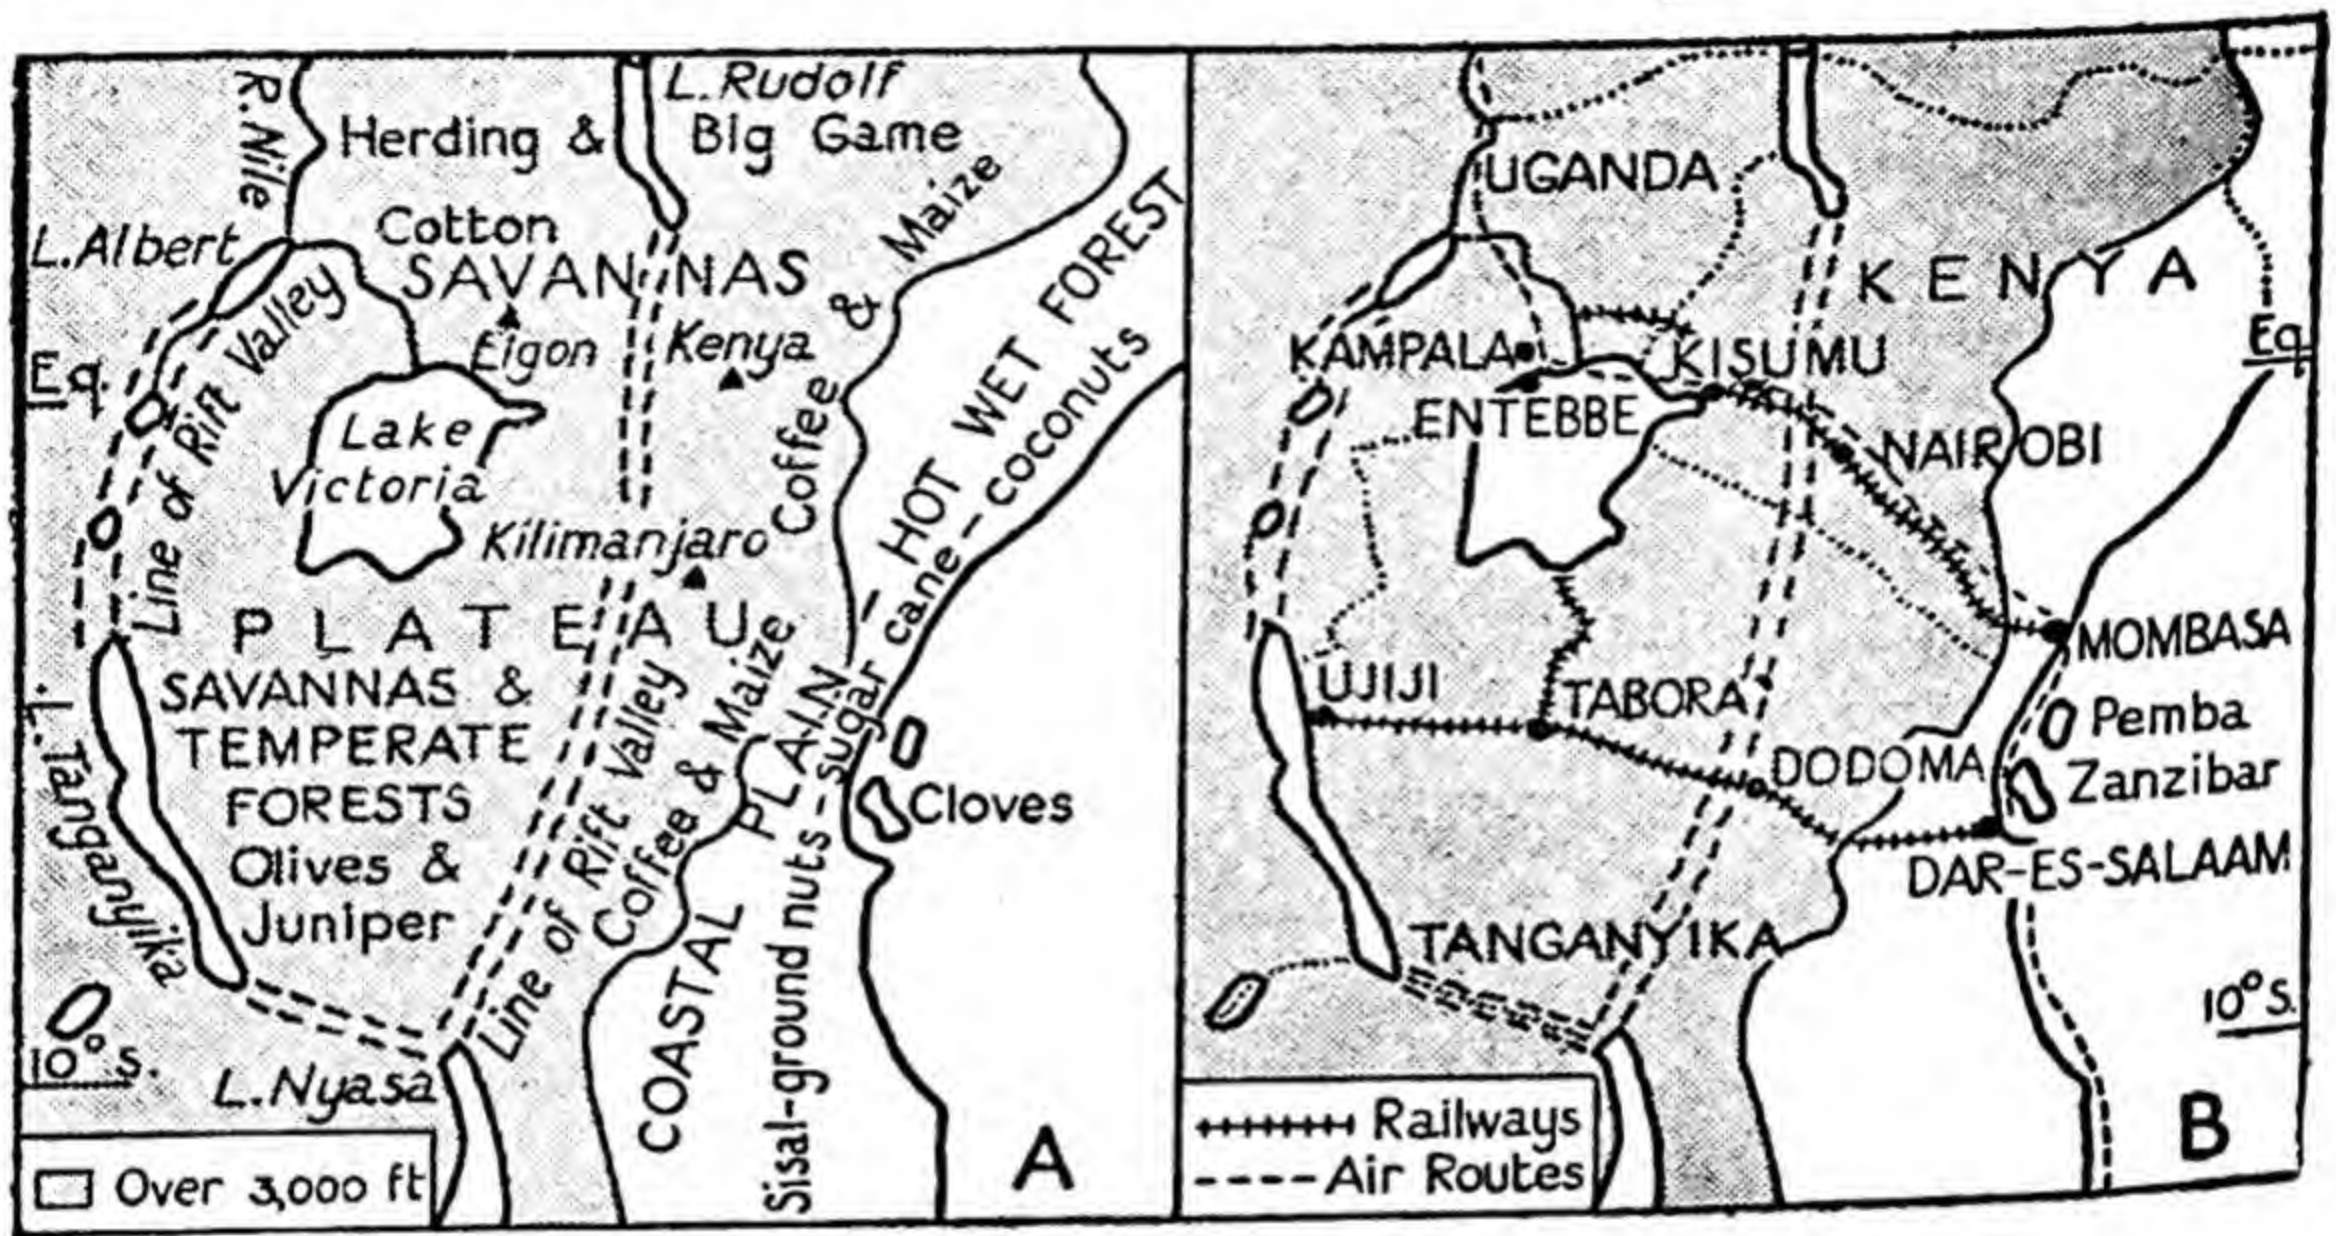 R. Nile
L. Rudolf
Herding &
Big Game
L. Albert
Cotton
SAVANNAS
Elgon
Kenya
Eq.
Line of Rift Valley
Lake
Victoria
Kilimanjaro
Coffee & Maize
HOT WET FOREST
PLATEAU
SAVANNAS &
TEMPERATE
FORESTS
Olives &
Juniper
L. Tanganyika
Line of Rift Valley
Coffee & Maize
COASTAL PLAIN
Sisal-ground nuts - sugar cane - coconuts
Cloves
10° S.
L. Nyasa
Over 3,000 ft
A
UGANDA
KENYA
Eq.
KAMPALA
KISUMU
ENTEBBE
NAIROBI
MOMBASA
UJIJI
TABORA
Pemba
DODOMA
Zanzibar
DAR-ES-SALAAM
TANGANYIKA
10° S.
Railways
Air Routes
B